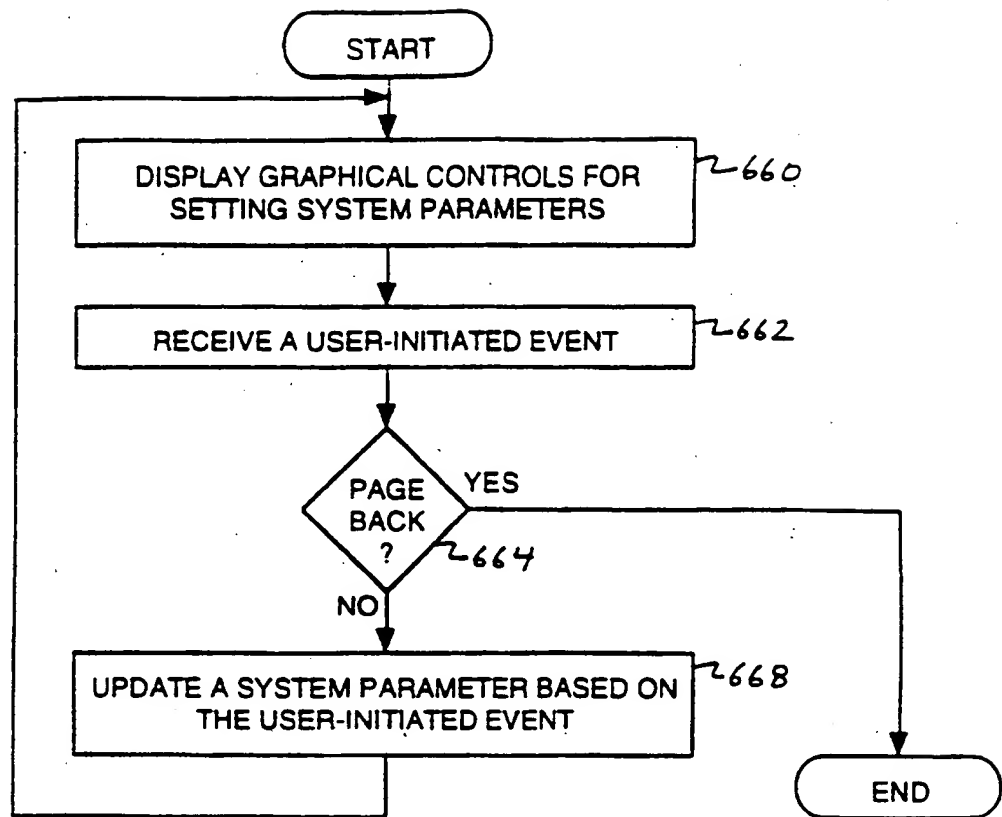 START
DISPLAY GRAPHICAL CONTROLS FOR
SETTING SYSTEM PARAMETERS
660
RECEIVE A USER-INITIATED EVENT
662
PAGE
BACK
?
YES
664
NO
UPDATE A SYSTEM PARAMETER BASED ON
THE USER-INITIATED EVENT
668
END